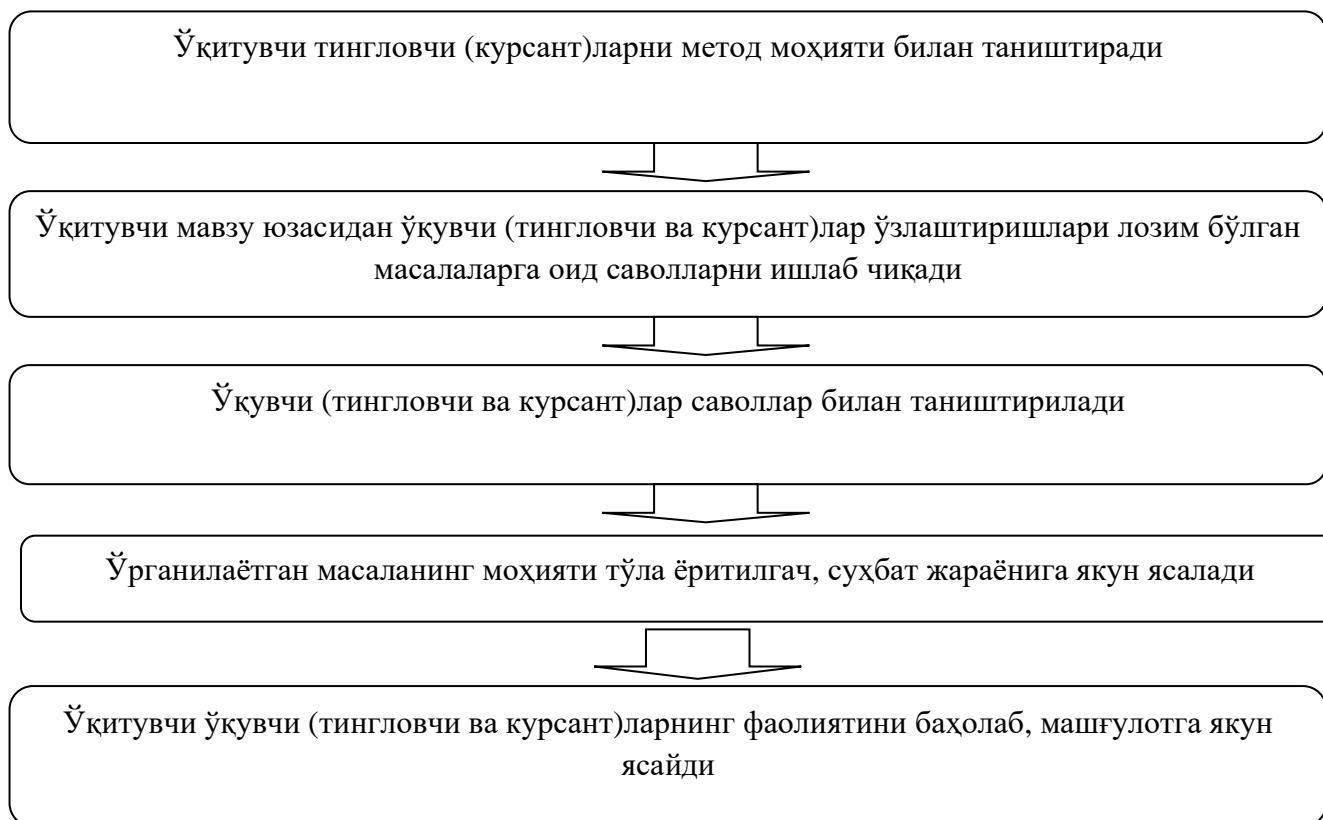 Ўқитувчи тингловчи (курсант)ларни метод моҳияти билан таништиради
Ўқитувчи мавзу юзасидан ўқувчи (тингловчи ва курсант)лар ўзлаштиришлари лозим бўлган
масалаларга оид саволларни ишлаб чиқади
Ўқувчи (тингловчи ва курсант)лар саволлар билан таништирилади
Ўрганилаётган масаланинг моҳияти тўла ёритилгач, суҳбат жараёнига якун ясалади
Ўқитувчи ўқувчи (тингловчи ва курсант)ларнинг фаолиятини баҳолаб, машғулотга якун
ясайди